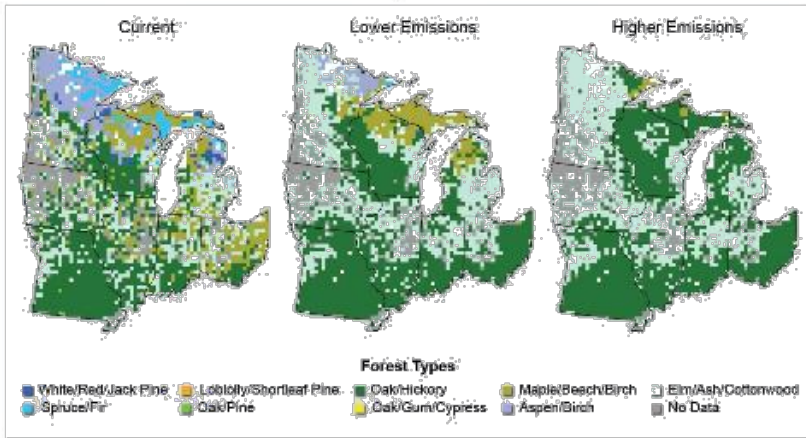 Current Lower Emissions Higher Emissions
Forest Types
White/Red/Jack Pine Loblolly/Shortleaf Pine Oak/Hickory Maple/Beech/Birch Elm/Ash/Cottonwood
Spruce/Fir Oak/Pine Oak/Gum/Cypress Aspen/Birch No Data